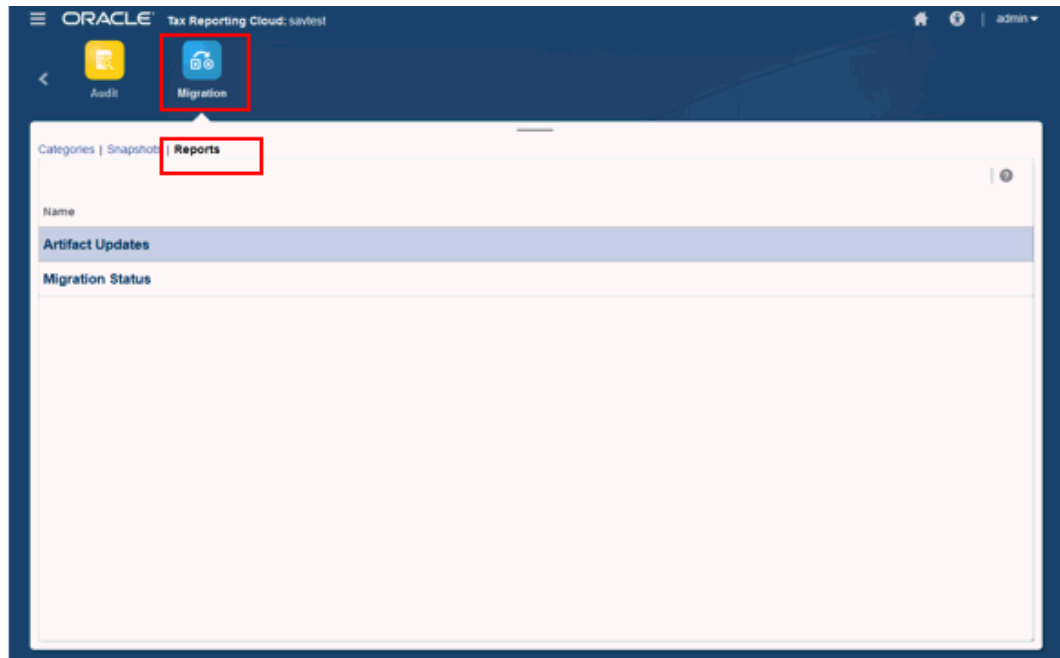 ORACLE Tax Reporting Cloud: savtest admin
Audit Migration
Categories | Snapshots | Reports
Name
Artifact Updates
Migration Status